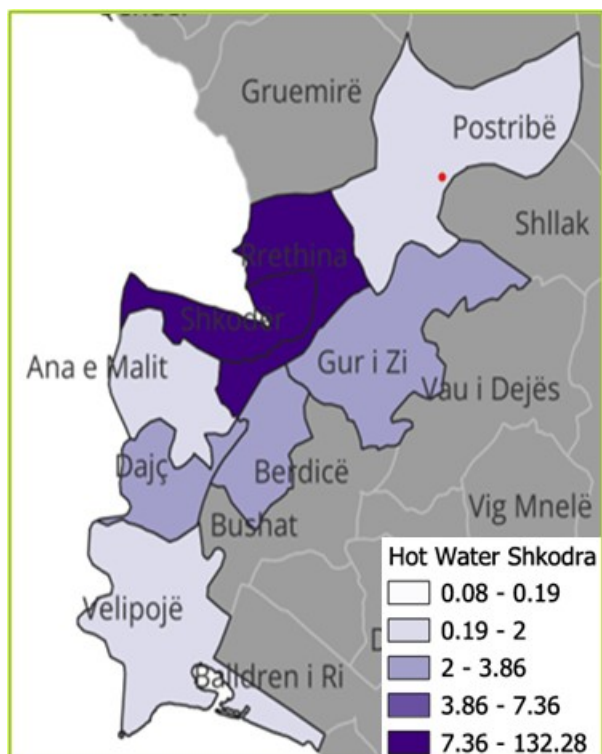 Gruemirë
Postribë
Shllak
Rrethina
Shkodër
Ana e Malit
Gur i Zi
Vau i Dejës
Dajç
Berdicë
Vig Mnelë
Bushat
Velipojë
Balldren i Ri
Hot Water Shkodra
0.08 - 0.19
0.19 - 2
2 - 3.86
3.86 - 7.36
7.36 - 132.28